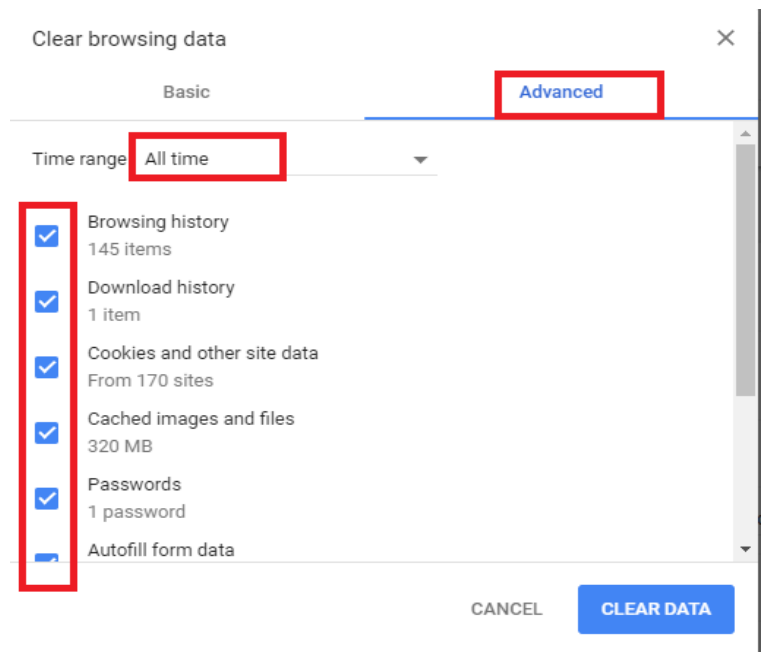 Clear browsing data
Basic
Advanced
Time range All time
Browsing history
145 items
Download history
1 item
Cookies and other site data
From 170 sites
Cached images and files
320 MB
Passwords
1 password
Autofill form data
CANCEL
CLEAR DATA